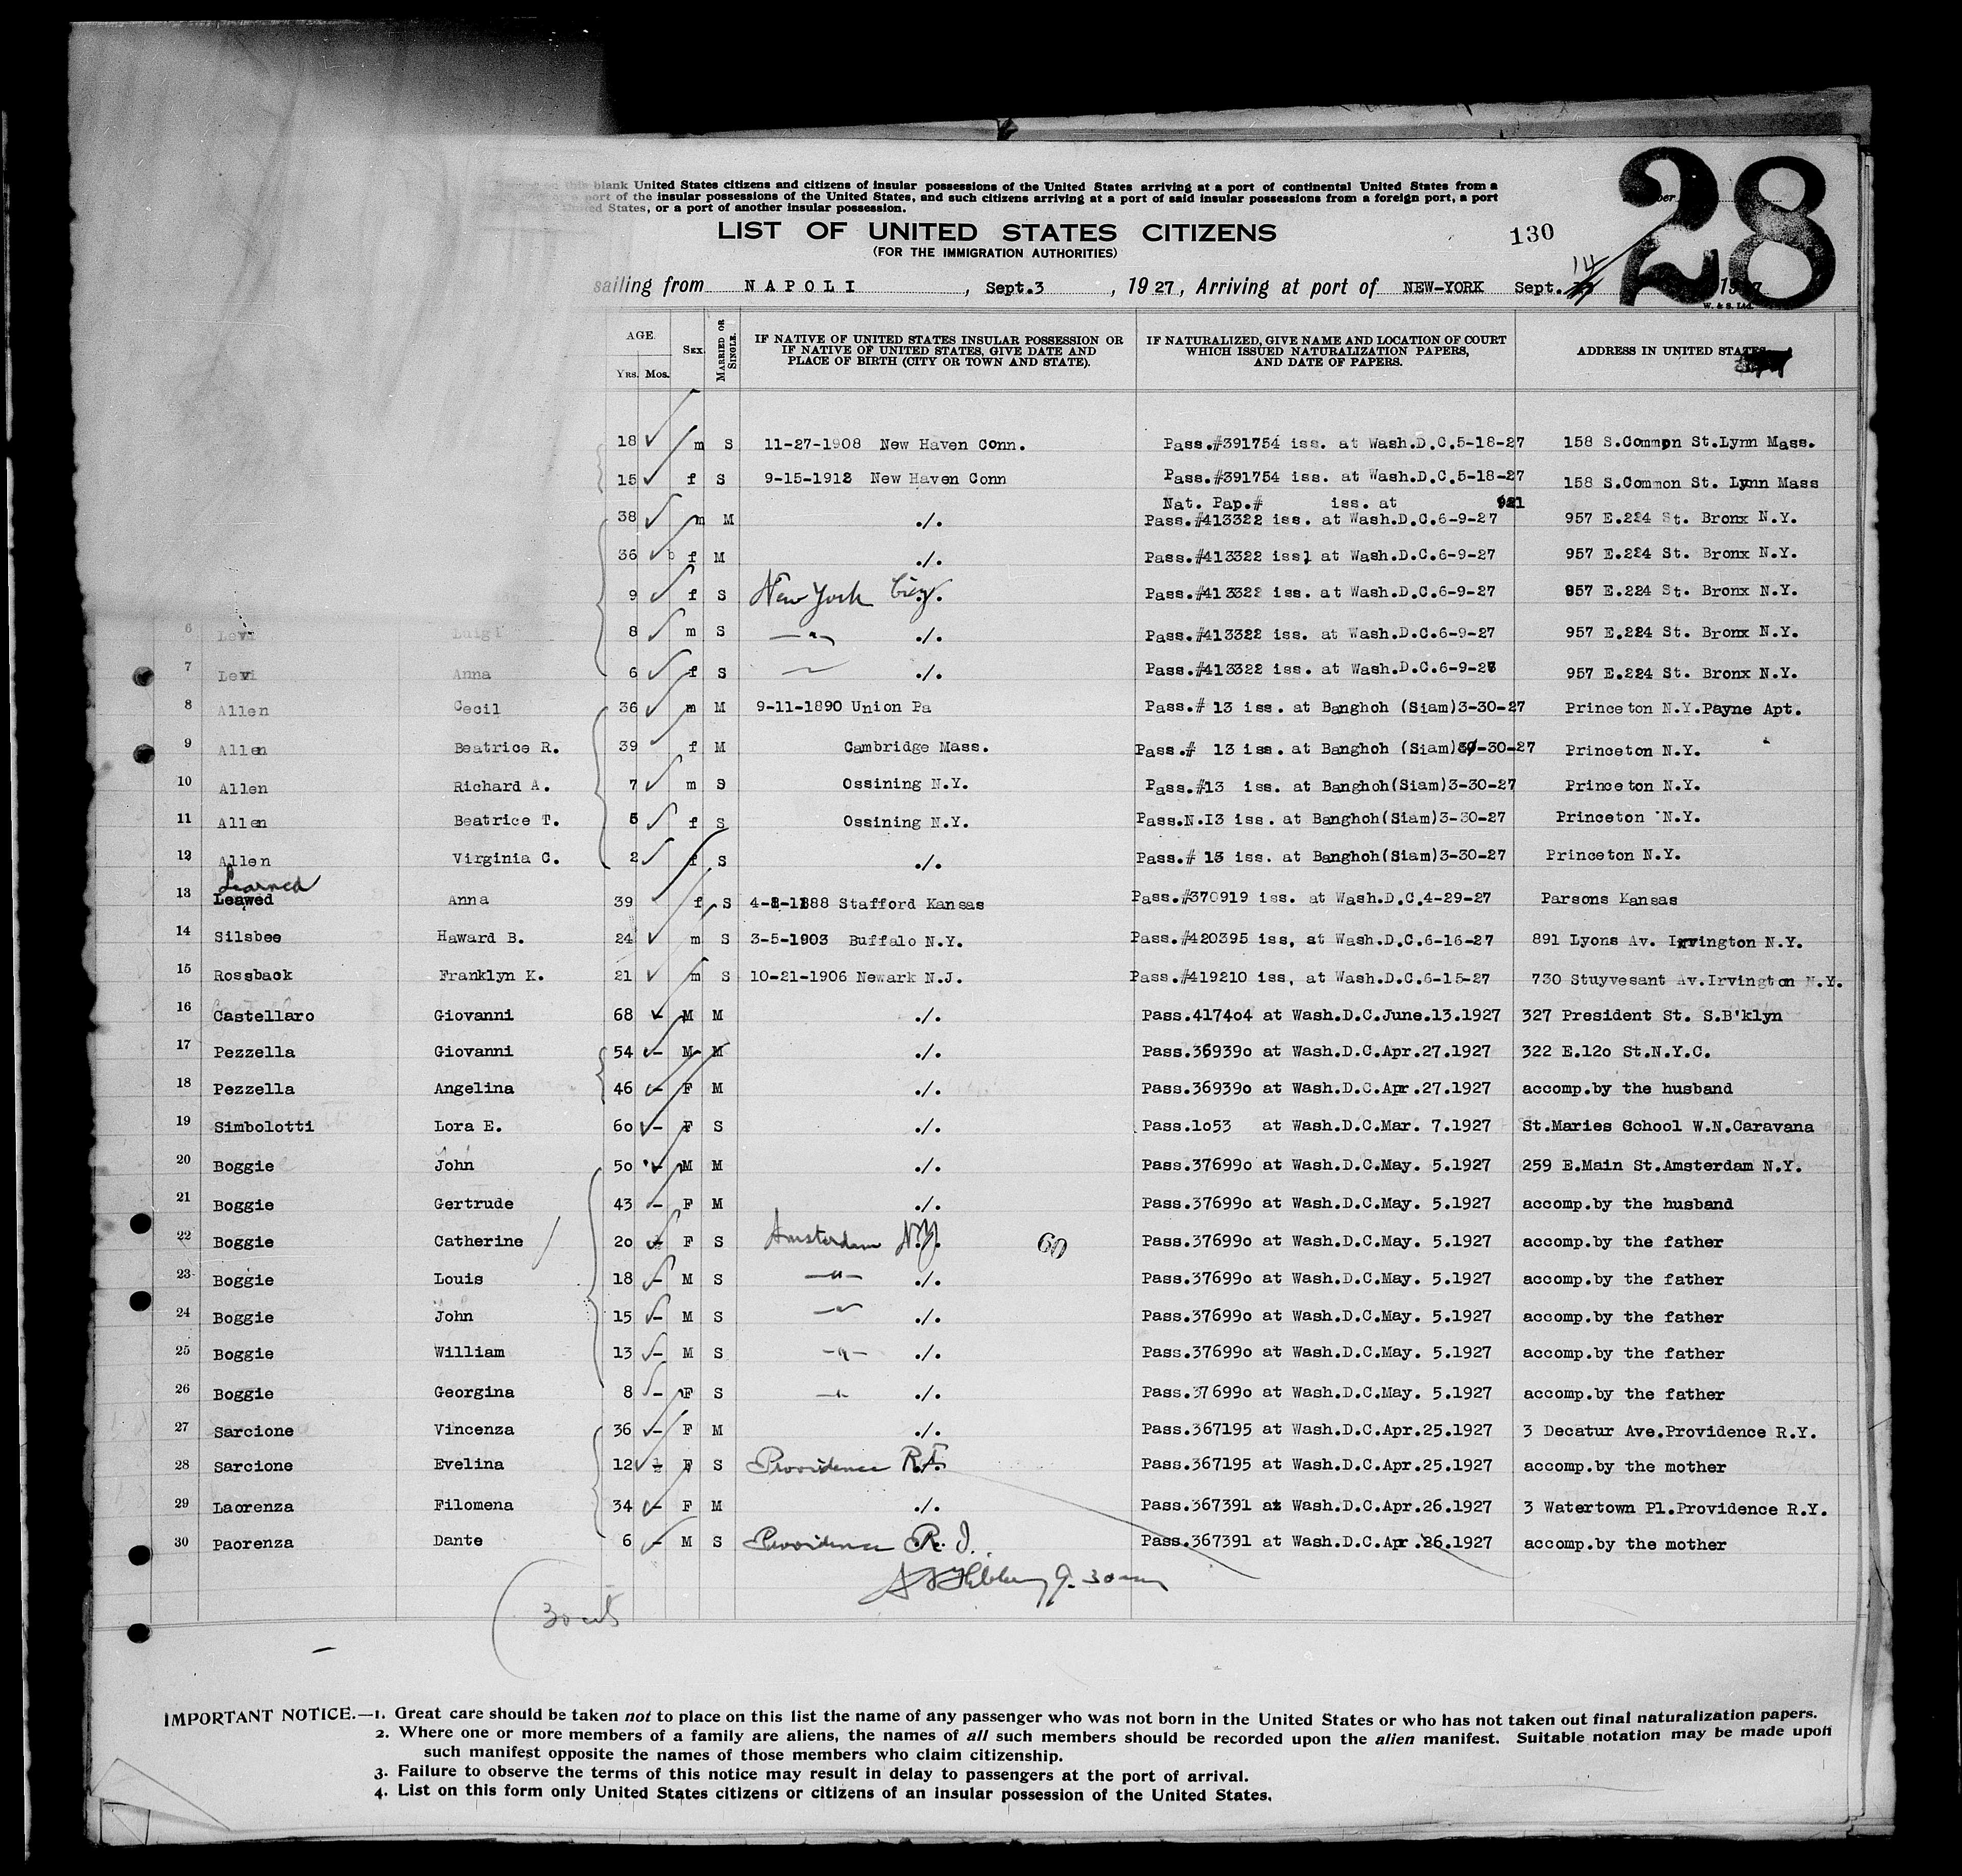 this blank United States citizens and citizens of insular possessions of the United States arriving at a port of continental United States from a
port of the insular possessions of the United States, and such citizens arriving at a port of said insular possessions from a foreign port, a port
United States, or a port of another insular possession.
28
LIST OF UNITED STATES CITIZENS
130
(FOR THE IMMIGRATION AUTHORITIES)
14
sailing from NAPOLI, Sept.3, 1927, Arriving at port of NEW-YORK Sept.
W. & S. Ltd.
AGE. Yrs. Mos. Sex MARRIED OR SINGLE. IF NATIVE OF UNITED STATES INSULAR POSSESSION OR IF NATIVE OF UNITED STATES, GIVE DATE AND PLACE OF BIRTH (CITY OR TOWN AND STATE). IF NATURALIZED, GIVE NAME AND LOCATION OF COURT WHICH ISSUED NATURALIZATION PAPERS, AND DATE OF PAPERS. ADDRESS IN UNITED STATES
18 m S 11-27-1908 New Haven Conn. Pass.#391754 iss. at Wash.D.C.5-18-27 158 S.Common St.Lynn Mass.
15 f S 9-15-1912 New Haven Conn Pass.#391754 iss. at Wash.D.C.5-18-27 158 S.Common St. Lynn Mass
Nat. Pap.# iss. at
38 m M ./. Pass.#413322 iss. at Wash.D.C.6-9-27 957 E.224 St. Bronx N.Y.
36 f M ./. Pass.#413322 iss1 at Wash.D.C.6-9-27 957 E.224 St. Bronx N.Y.
9 f S New York City ./. Pass.#413322 iss. at Wash.D.C.6-9-27 957 E.224 St. Bronx N.Y.
6 Levi Luigi 8 m S —"— ./. Pass.#413322 iss. at Wash.D.C.6-9-27 957 E.224 St. Bronx N.Y.
7 Levi Anna 6 f S ./. Pass.#413322 iss. at Wash.D.C.6-9-27 957 E.224 St. Bronx N.Y.
8 Allen Cecil 36 m M 9-11-1890 Union Pa Pass.# 13 iss. at Banghoh (Siam)3-30-27 Princeton N.Y.Payne Apt.
9 Allen Beatrice R. 39 f M Cambridge Mass. Pass.# 13 iss. at Banghoh (Siam)3-30-27 Princeton N.Y.
10 Allen Richard A. 7 m S Ossining N.Y. Pass.#13 iss. at Banghoh(Siam)3-30-27 Princeton N.Y.
11 Allen Beatrice T. 5 f S Ossining N.Y. Pass.N.I3 iss. at Banghoh(Siam)3-30-27 Princeton N.Y.
12 Allen Virginia C. 2 f S ./. Pass.# 13 iss. at Banghoh(Siam)3-30-27 Princeton N.Y.
Learned
13 Leawed Anna 39 f S 4-8-1888 Stafford Kansas Pass.#370919 iss. at Wash.D.C.4-29-27 Parsons Kansas
14 Silsbee Haward B. 24 m S 3-5-1903 Buffalo N.Y. Pass.#420395 iss, at Wash.D.C.6-16-27 891 Lyons Av. Irvington N.Y.
15 Rossback Franklyn K. 21 m S 10-21-1906 Newark N.J. Pass.#419210 iss, at Wash.D.C.6-15-27 730 Stuyvesant Av.Irvington N.Y.
16 Castellaro Giovanni 68 M M ./. Pass.4174o4 at Wash.D.C.June.13.1927 327 President St. S.B'klyn
17 Pezzella Giovanni 54 M M ./. Pass.36939o at Wash.D.C.Apr.27.1927 322 E.12o St.N.Y.C.
18 Pezzella Angelina 46 F M ./. Pass.36939o at Wash.D.C.Apr.27.1927 accomp.by the husband
19 Simbolotti Lora E. 6o F S ./. Pass.1o53 at Wash.D.C.Mar. 7.1927 St.Maries School W.N.Caravana
20 Boggie John 5o M M ./. Pass.37699o at Wash.D.C.May. 5.1927 259 E.Main St.Amsterdam N.Y.
21 Boggie Gertrude 43 F M ./. Pass.37699o at Wash.D.C.May. 5.1927 accomp.by the husband
22 Boggie Catherine 2o F S Amsterdam N.Y. ./. 60 Pass.37699o at Wash.D.C.May. 5.1927 accomp.by the father
23 Boggie Louis 18 M S —"— ./. Pass.37699o at Wash.D.C.May. 5.1927 accomp.by the father
24 Boggie John 15 M S —"— ./. Pass.37699o at Wash.D.C.May. 5.1927 accomp.by the father
25 Boggie William 13 M S —"— ./. Pass.37699o at Wash.D.C.May. 5.1927 accomp.by the father
26 Boggie Georgina 8 F S —"— ./. Pass.37699o at Wash.D.C.May. 5.1927 accomp.by the father
27 Sarcione Vincenza 36 F M ./. Pass.367195 at Wash.D.C.Apr.25.1927 3 Decatur Ave.Providence R.Y.
28 Sarcione Evelina 12 F S Providence R.I. Pass.367195 at Wash.D.C.Apr.25.1927 accomp.by the mother
29 Laorenza Filomena 34 F M ./. Pass.367391 at Wash.D.C.Apr.26.1927 3 Watertown Pl.Providence R.Y.
30 Paorenza Dante 6 M S Providence R.I. Pass.367391 at Wash.D.C.Apr.26.1927 accomp.by the mother
9.30 am
30
IMPORTANT NOTICE.—1. Great care should be taken not to place on this list the name of any passenger who was not born in the United States or who has not taken out final naturalization papers.
2. Where one or more members of a family are aliens, the names of all such members should be recorded upon the alien manifest. Suitable notation may be made upon
such manifest opposite the names of those members who claim citizenship.
3. Failure to observe the terms of this notice may result in delay to passengers at the port of arrival.
4. List on this form only United States citizens or citizens of an insular possession of the United States.